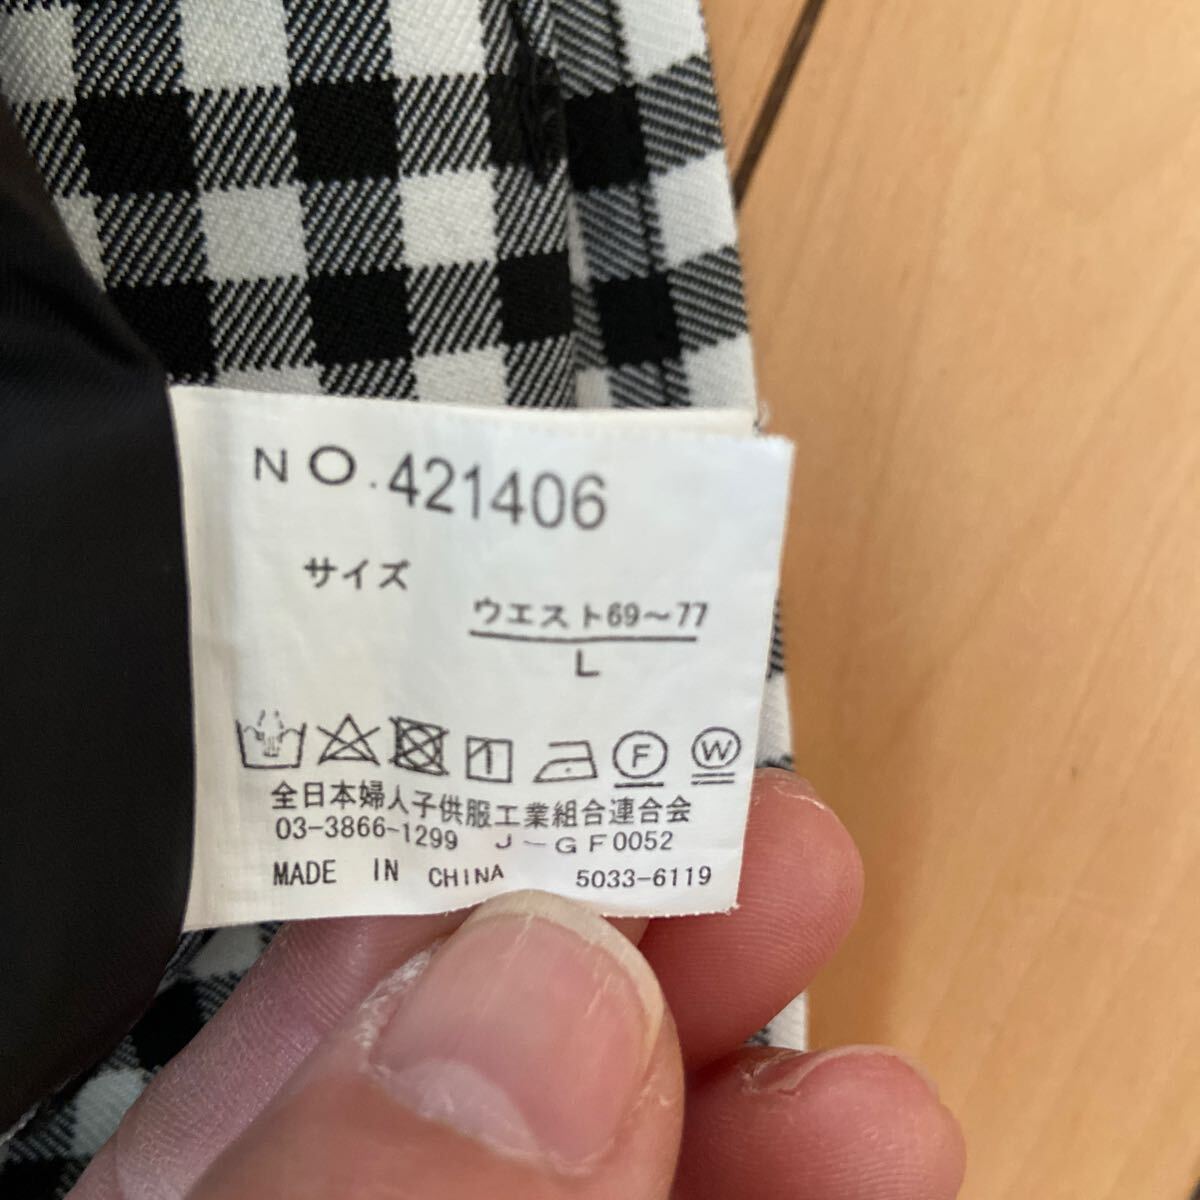 NO.421406
サイズ
ウエスト69〜77
L
F W
全日本婦人子供服工業組合連合会
03-3866-1299 J-GF0052
MADE IN CHINA 5033-6119